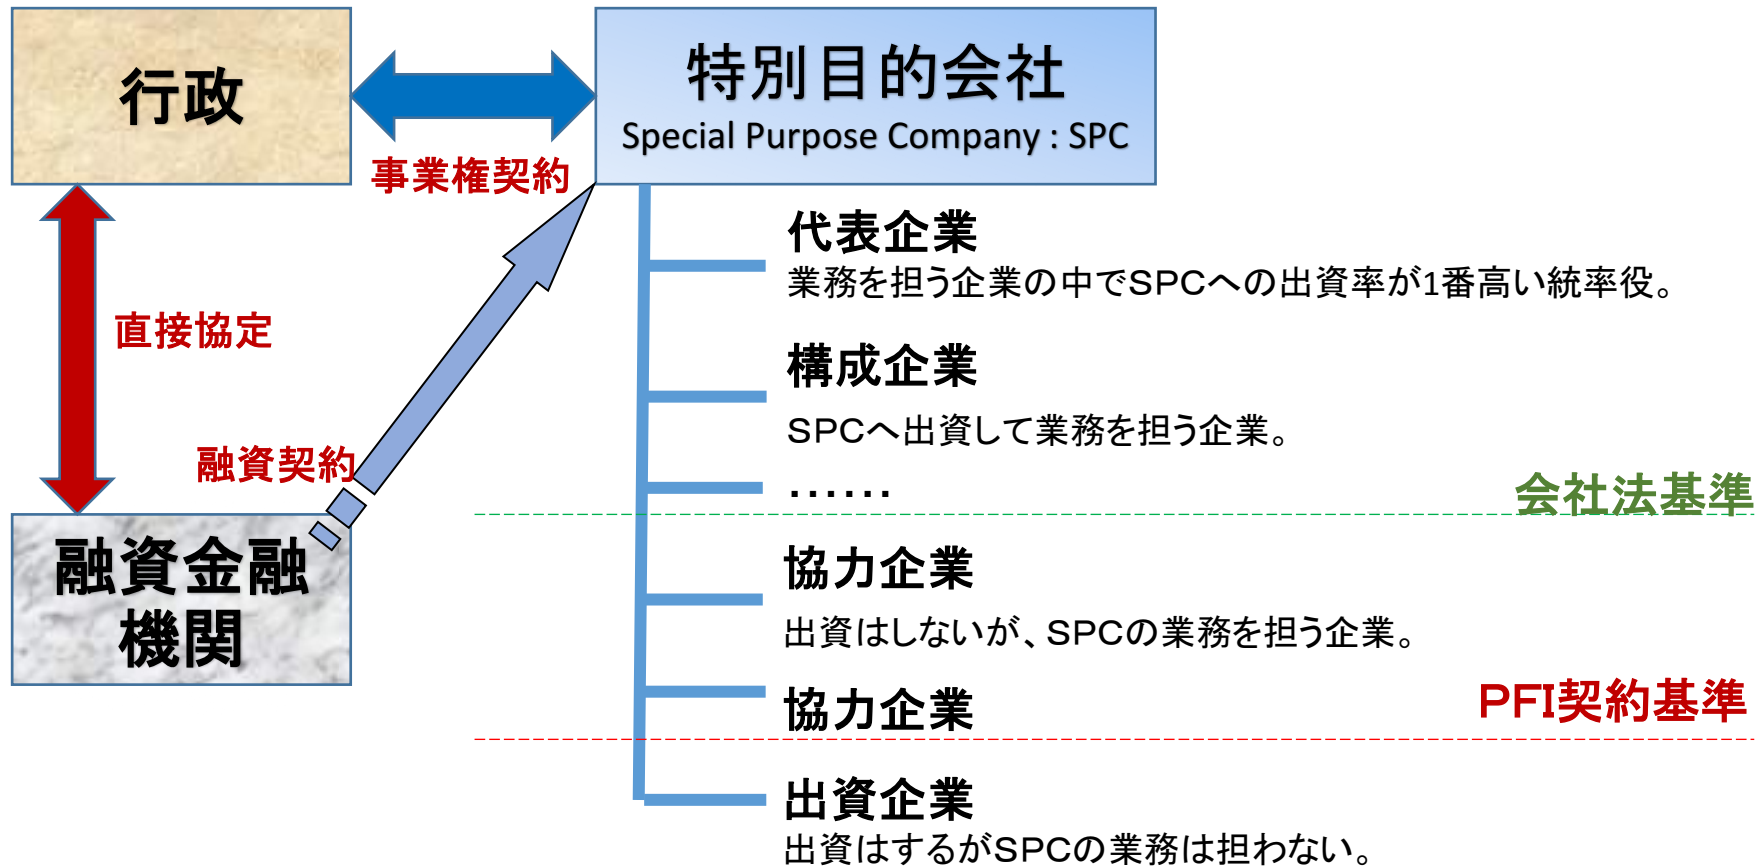 行政
特別目的会社
Special Purpose Company : SPC
事業権契約
代表企業
業務を担う企業の中でSPCへの出資率が1番高い統率役。
直接協定
構成企業
SPCへ出資して業務を担う企業。
融資契約
……
会社法基準
融資金融
機関
協力企業
出資はしないが、SPCの業務を担う企業。
協力企業
PFI契約基準
出資企業
出資はするがSPCの業務は担わない。